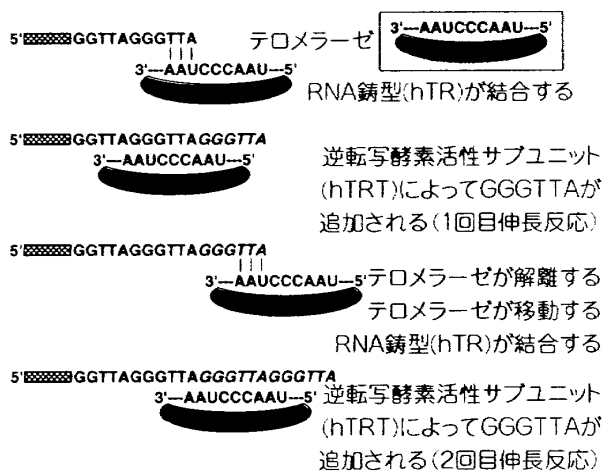 5'GGTTAGGGTTA
テロメラーゼ 3'---AAUCCCAAU---5'
3'---AAUCCCAAU---5'
RNA鋳型(hTR)が結合する
5'GGTTAGGGTTAGGGTTA
3'---AAUCCCAAU---5'
逆転写酵素活性サブユニット
(hTRT)によってGGGTTAが
追加される(1回目伸長反応)
5'GGTTAGGGTTAGGGTTA
3'---AAUCCCAAU---5'
テロメラーゼが解離する
テロメラーゼが移動する
RNA鋳型(hTR)が結合する
5'GGTTAGGGTTAGGGTTAGGGTTA
3'---AAUCCCAAU---5'
逆転写酵素活性サブユニット
(hTRT)によってGGGTTAが
追加される(2回目伸長反応)